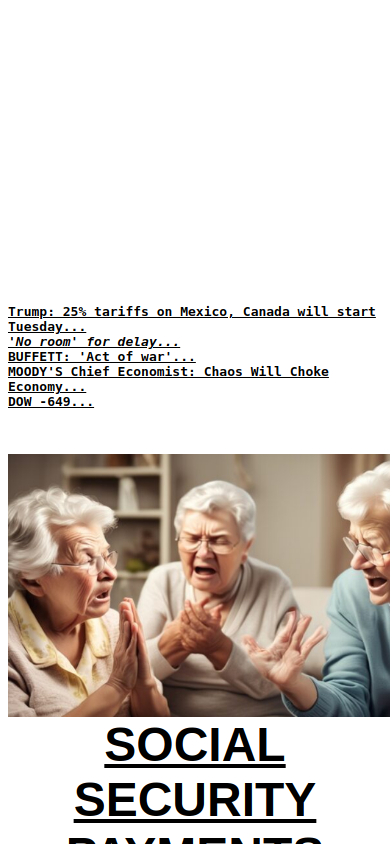 Trump: 25% tariffs on Mexico, Canada will start
Tuesday...
'No room' for delay...
BUFFETT: 'Act of war'...
MOODY'S Chief Economist: Chaos Will Choke
Economy...
DOW -649...
SOCIAL
SECURITY
PAYMENTS